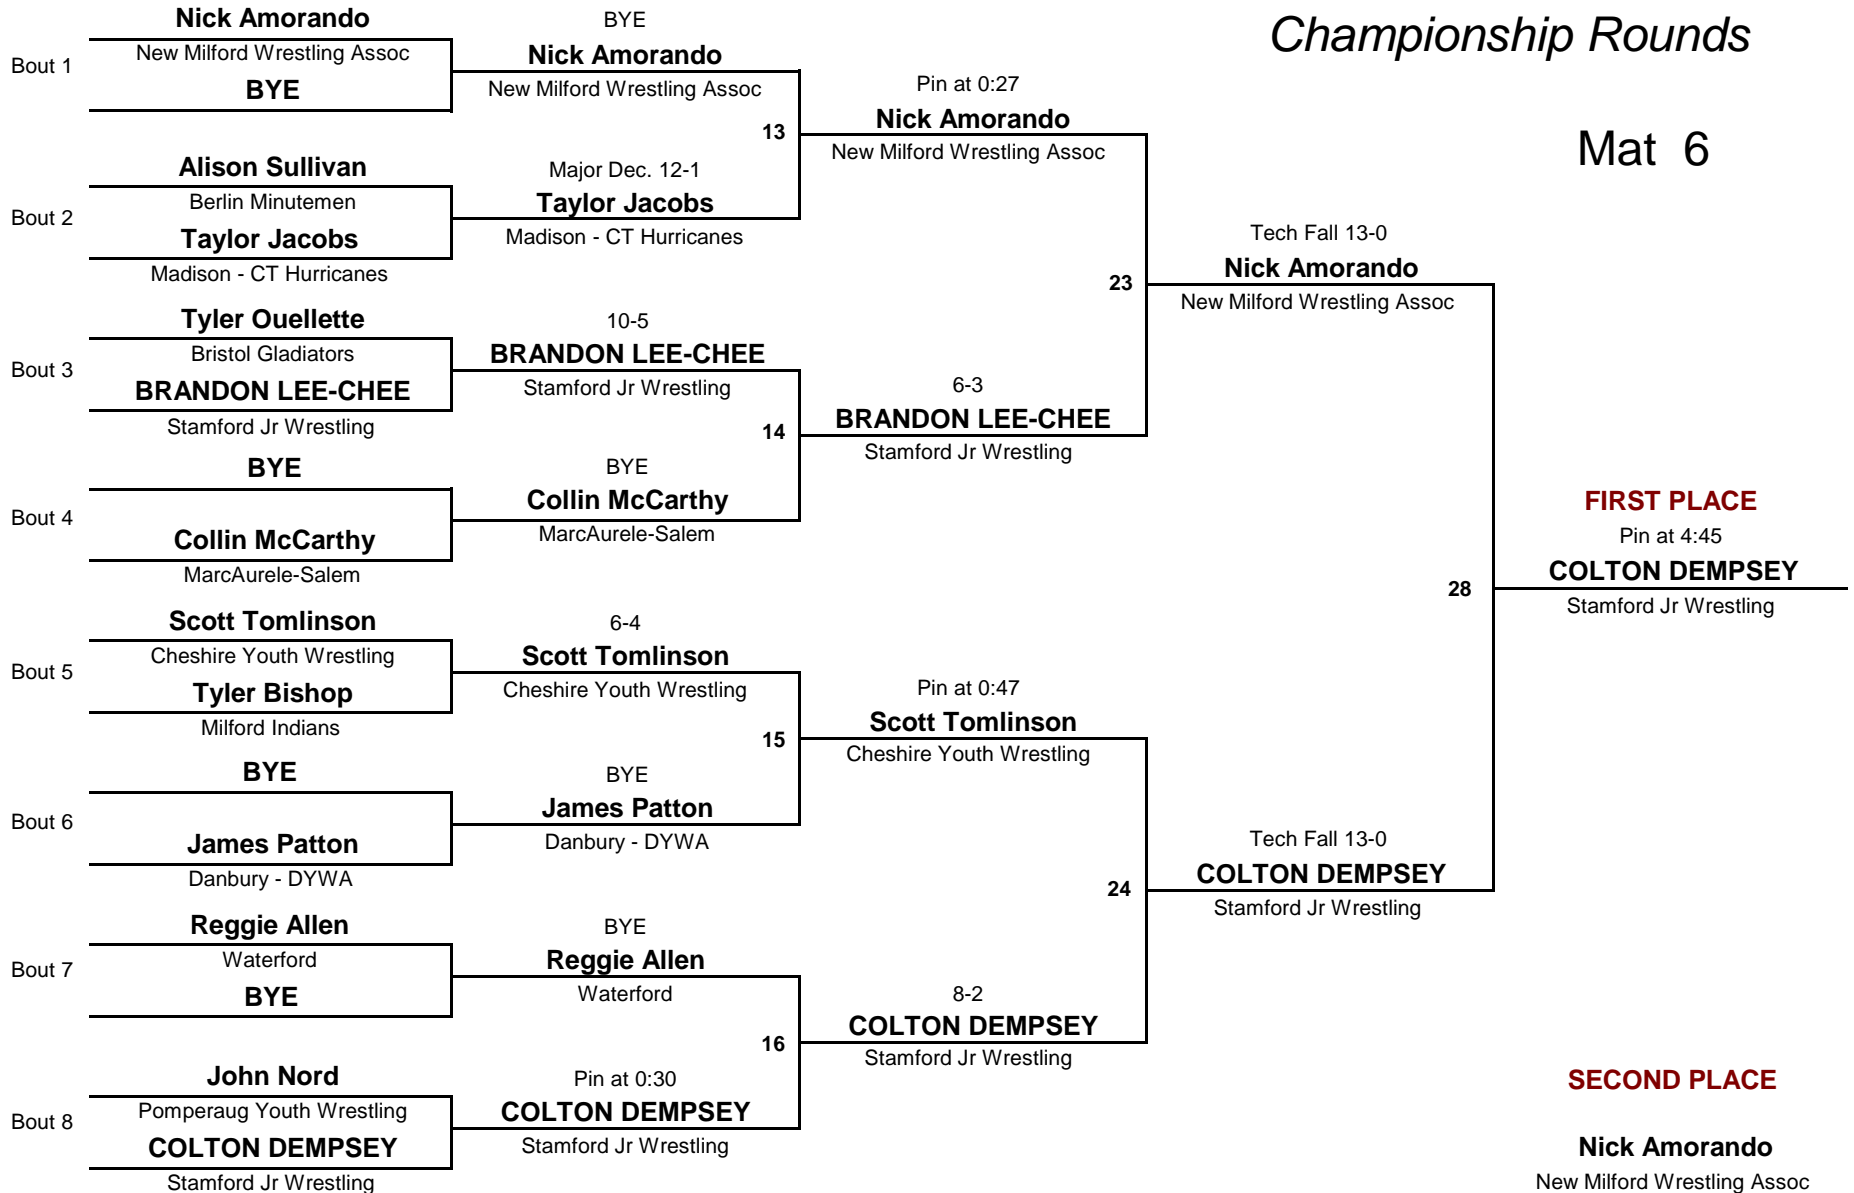 Championship Rounds
Mat 6
Bout 1
Nick Amorando
New Milford Wrestling Assoc
BYE
Bout 2
Alison Sullivan
Berlin Minutemen
Taylor Jacobs
Madison - CT Hurricanes
Bout 3
Tyler Ouellette
Bristol Gladiators
BRANDON LEE-CHEE
Stamford Jr Wrestling
Bout 4
BYE
Collin McCarthy
MarcAurele-Salem
Bout 5
Scott Tomlinson
Cheshire Youth Wrestling
Tyler Bishop
Milford Indians
Bout 6
BYE
James Patton
Danbury - DYWA
Bout 7
Reggie Allen
Waterford
BYE
Bout 8
John Nord
Pomperaug Youth Wrestling
COLTON DEMPSEY
Stamford Jr Wrestling
BYE
Nick Amorando
New Milford Wrestling Assoc
13
Major Dec. 12-1
Taylor Jacobs
Madison - CT Hurricanes
10-5
BRANDON LEE-CHEE
Stamford Jr Wrestling
14
BYE
Collin McCarthy
MarcAurele-Salem
6-4
Scott Tomlinson
Cheshire Youth Wrestling
15
BYE
James Patton
Danbury - DYWA
BYE
Reggie Allen
Waterford
16
Pin at 0:30
COLTON DEMPSEY
Stamford Jr Wrestling
Pin at 0:27
Nick Amorando
New Milford Wrestling Assoc
23
6-3
BRANDON LEE-CHEE
Stamford Jr Wrestling
Pin at 0:47
Scott Tomlinson
Cheshire Youth Wrestling
24
8-2
COLTON DEMPSEY
Stamford Jr Wrestling
Tech Fall 13-0
Nick Amorando
New Milford Wrestling Assoc
28
Tech Fall 13-0
COLTON DEMPSEY
Stamford Jr Wrestling
FIRST PLACE
Pin at 4:45
COLTON DEMPSEY
Stamford Jr Wrestling
SECOND PLACE
Nick Amorando
New Milford Wrestling Assoc